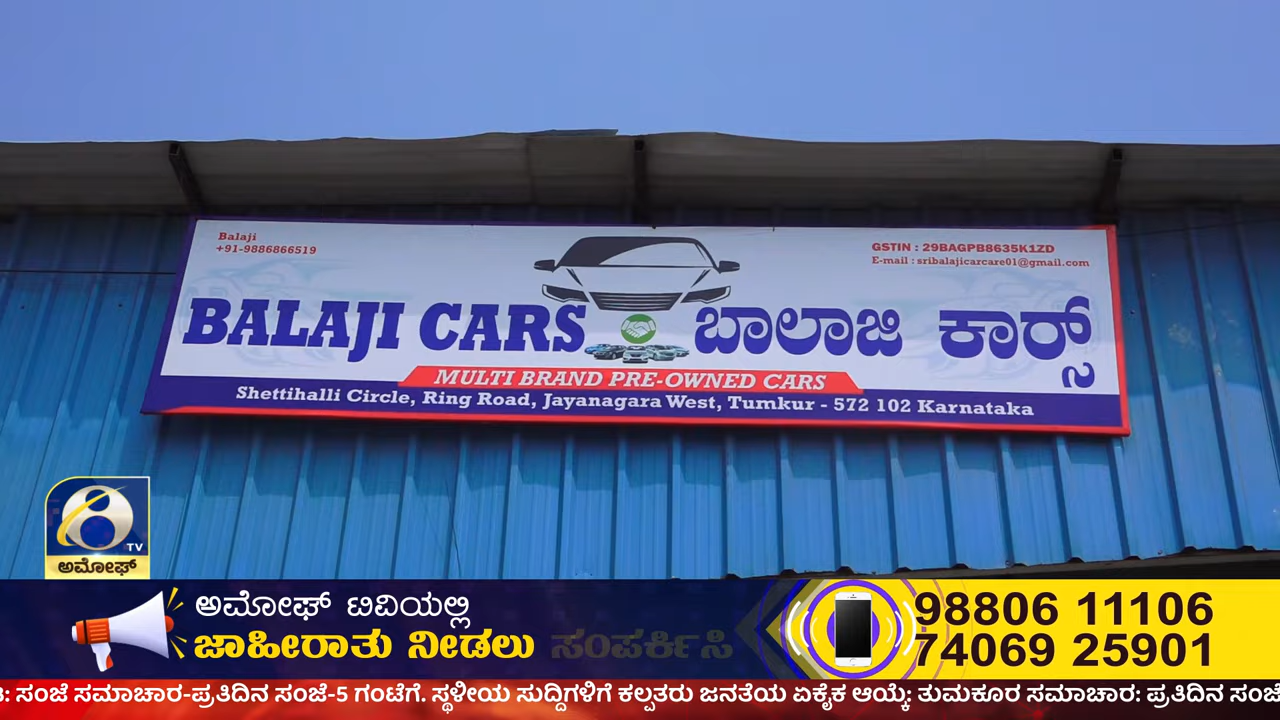 Balaji
+91-9886866519
GSTIN : 29BAGPB8635K1ZD
E-mail : sribalajicarcare01@gmail.com
BALAJI CARS ಬಾಲಾಜಿ ಕಾರ್ಸ್
MULTI BRAND PRE-OWNED CARS
Shettihalli Circle, Ring Road, Jayanagara West, Tumkur - 572 102 Karnataka
TV
ಅಮೋಘ್
ಅಮೋಘ್ ಟಿವಿಯಲ್ಲಿ
ಜಾಹೀರಾತು ನೀಡಲು ಸಂಪರ್ಕಿಸಿ
98806 11106
74069 25901
ಸಂಜೆ ಸಮಾಚಾರ-ಪ್ರತಿದಿನ ಸಂಜೆ-5 ಗಂಟೆಗೆ. ಸ್ಥಳೀಯ ಸುದ್ದಿಗಳಿಗೆ ಕಲ್ಪತರು ಜನತೆಯ ಏಕೈಕ ಆಯ್ಕೆ: ತುಮಕೂರ ಸಮಾಚಾರ: ಪ್ರತಿದಿನ ಸಂಜೆ